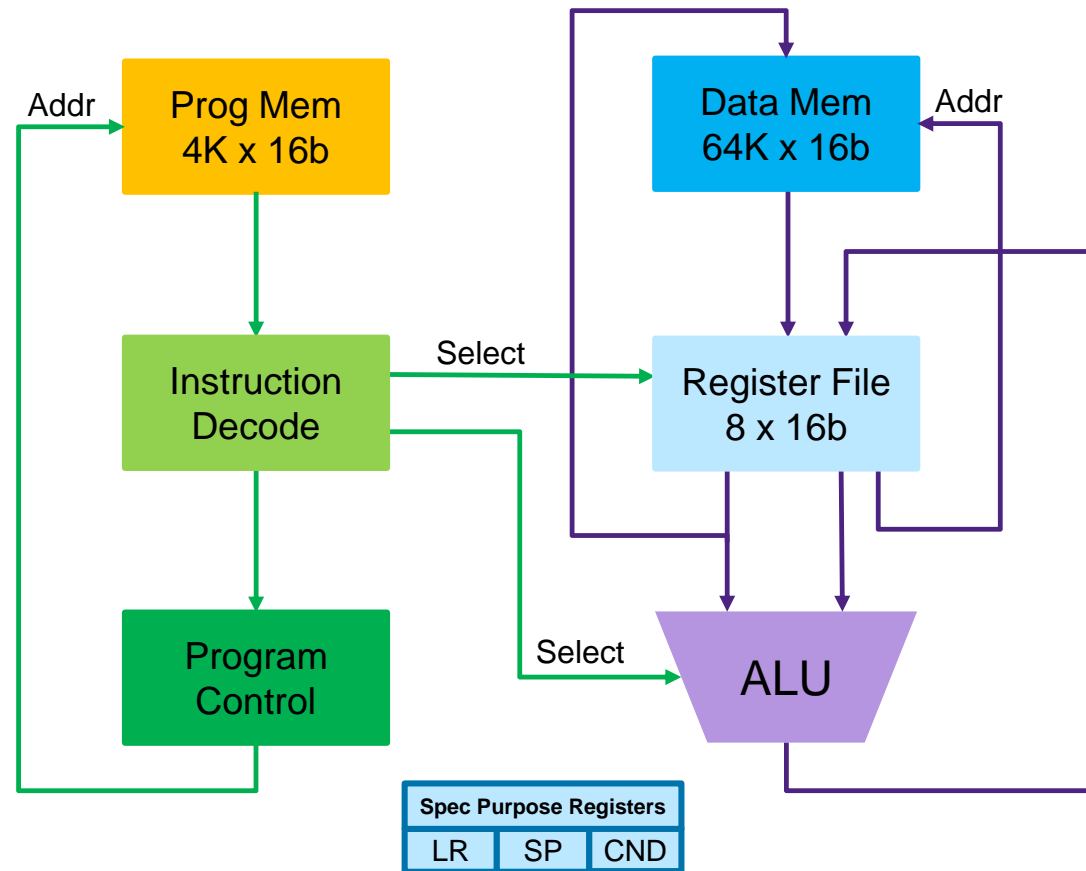 Addr
Prog Mem
4K x 16b
Data Mem
64K x 16b
Addr
Instruction
Decode
Select
Register File
8 x 16b
Program
Control
Select
ALU
Spec Purpose Registers
LR
SP
CND